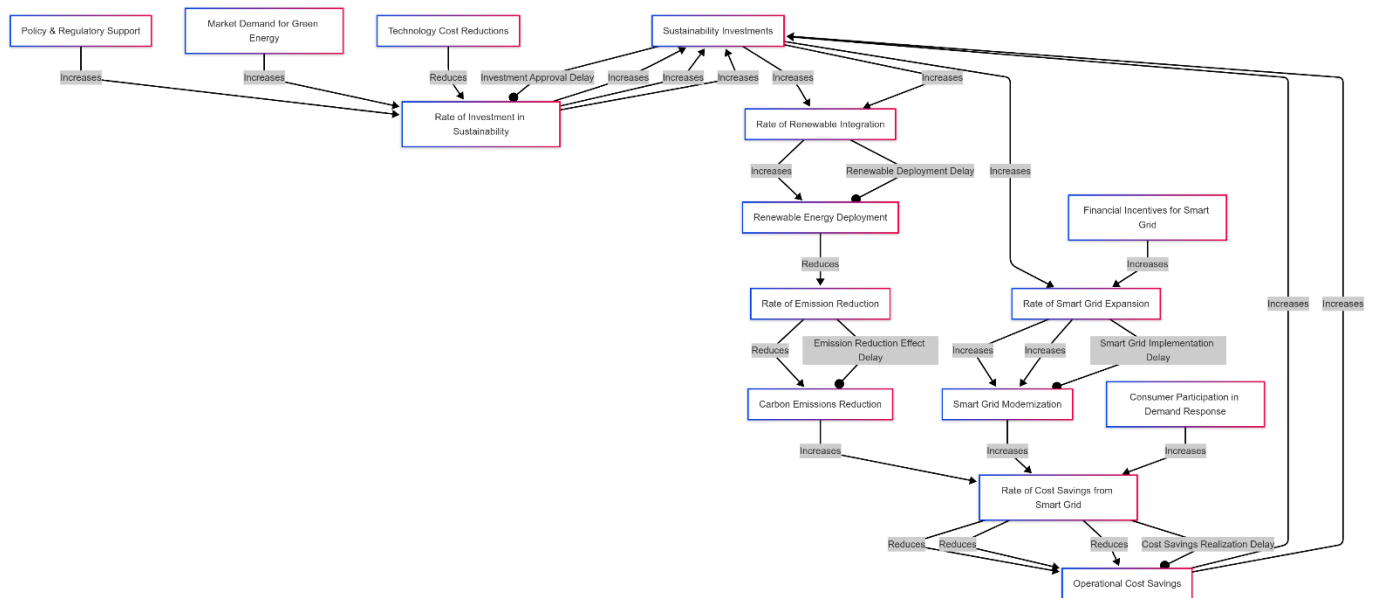 Policy & Regulatory Support
Market Demand for Green
Energy
Technology Cost Reductions
Sustainability Investments
Increases
Increases
Reduces
Investment Approval Delay
Increases
Increases
Increases
Increases
Increases
Rate of Investment in
Sustainability
Rate of Renewable Integration
Increases
Renewable Deployment Delay
Increases
Renewable Energy Deployment
Financial Incentives for Smart
Grid
Reduces
Increases
Rate of Emission Reduction
Rate of Smart Grid Expansion
Increases
Increases
Reduces
Emission Reduction Effect
Delay
Increases
Increases
Smart Grid Implementation
Delay
Carbon Emissions Reduction
Smart Grid Modernization
Consumer Participation in
Demand Response
Increases
Increases
Increases
Rate of Cost Savings from
Smart Grid
Reduces
Reduces
Reduces
Cost Savings Realization Delay
Operational Cost Savings